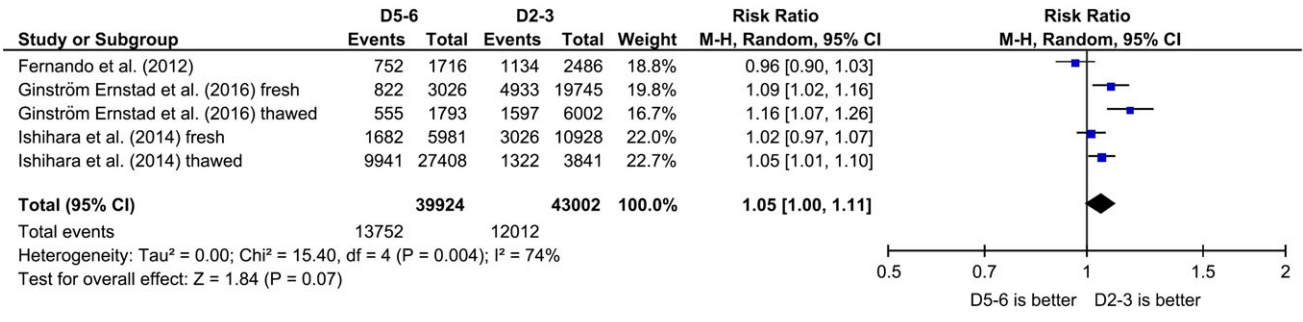 D5-6 D2-3 Risk Ratio Risk Ratio
Study or Subgroup Events Total Events Total Weight M-H, Random, 95% CI M-H, Random, 95% CI
Fernando et al. (2012) 752 1716 1134 2486 18.8% 0.96 [0.90, 1.03]
Ginström Ernstad et al. (2016) fresh 822 3026 4933 19745 19.8% 1.09 [1.02, 1.16]
Ginström Ernstad et al. (2016) thawed 555 1793 1597 6002 16.7% 1.16 [1.07, 1.26]
Ishihara et al. (2014) fresh 1682 5981 3026 10928 22.0% 1.02 [0.97, 1.07]
Ishihara et al. (2014) thawed 9941 27408 1322 3841 22.7% 1.05 [1.01, 1.10]
Total (95% CI) 39924 43002 100.0% 1.05 [1.00, 1.11]
Total events 13752 12012
Heterogeneity: Tau² = 0.00; Chi² = 15.40, df = 4 (P = 0.004); I² = 74%
Test for overall effect: Z = 1.84 (P = 0.07)
0.5 0.7 1 1.5 2
D5-6 is better D2-3 is better